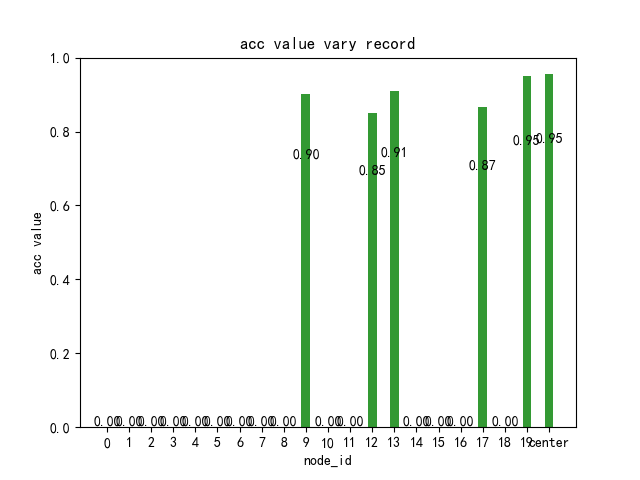 acc value vary record
1.0
0.8
0.6
0.4
0.2
0.0
acc value
0.00 0.00 0.00 0.00 0.00 0.00 0.00 0.00 0.00 0.90 0.00 0.00 0.85 0.91 0.00 0.00 0.00 0.87 0.00 0.95 0.95
0 1 2 3 4 5 6 7 8 9 10 11 12 13 14 15 16 17 18 19 center
node_id